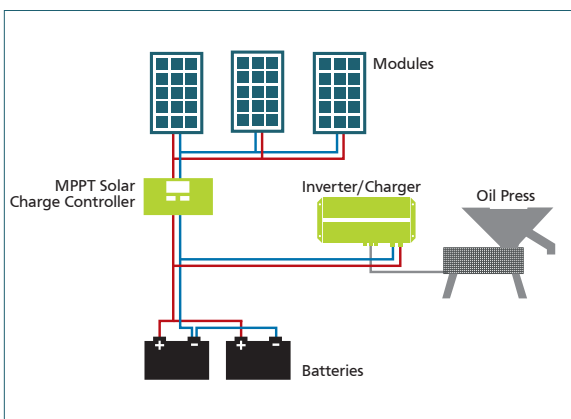 Modules
MPPT Solar
Charge Controller
Inverter/Charger
Oil Press
+ − + −
Batteries